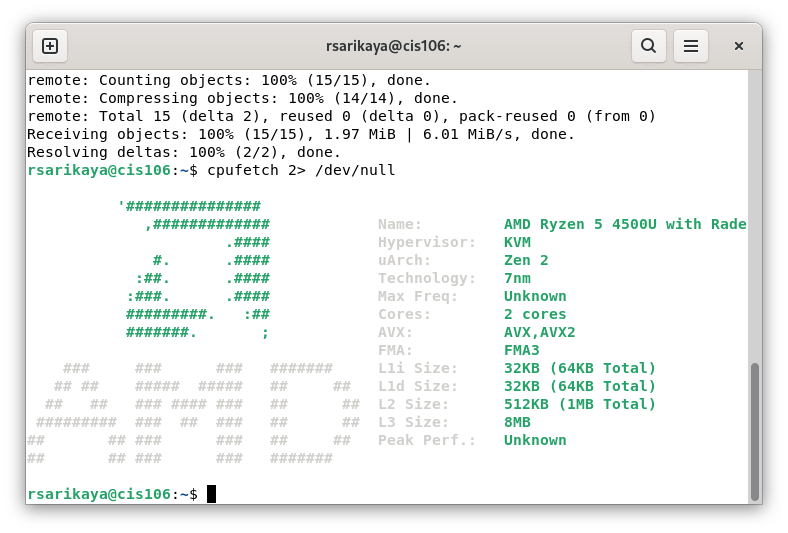 rsarikaya@cis106: ~
remote: Counting objects: 100% (15/15), done.
remote: Compressing objects: 100% (14/14), done.
remote: Total 15 (delta 2), reused 0 (delta 0), pack-reused 0 (from 0)
Receiving objects: 100% (15/15), 1.97 MiB | 6.01 MiB/s, done.
Resolving deltas: 100% (2/2), done.
rsarikaya@cis106:~$ cpufetch 2> /dev/null
          '###############
             ,#############            Name:         AMD Ryzen 5 4500U with Rade
                      .####            Hypervisor:   KVM
              #.      .####            uArch:        Zen 2
            :##.      .####            Technology:   7nm
           :###.      .####            Max Freq:     Unknown
           #########.   :##            Cores:        2 cores
           #######.       ;            AVX:          AVX,AVX2
                                       FMA:          FMA3
    ###     ###      ###   #######     L1i Size:     32KB (64KB Total)
   ## ##    #####  #####   ##     ##   L1d Size:     32KB (64KB Total)
  ##   ##   ### #### ###   ##      ##  L2 Size:      512KB (1MB Total)
 #########  ###  ##  ###   ##      ##  L3 Size:      8MB
##       ## ###      ###   ##     ##   Peak Perf.:   Unknown
##       ## ###      ###   #######
rsarikaya@cis106:~$